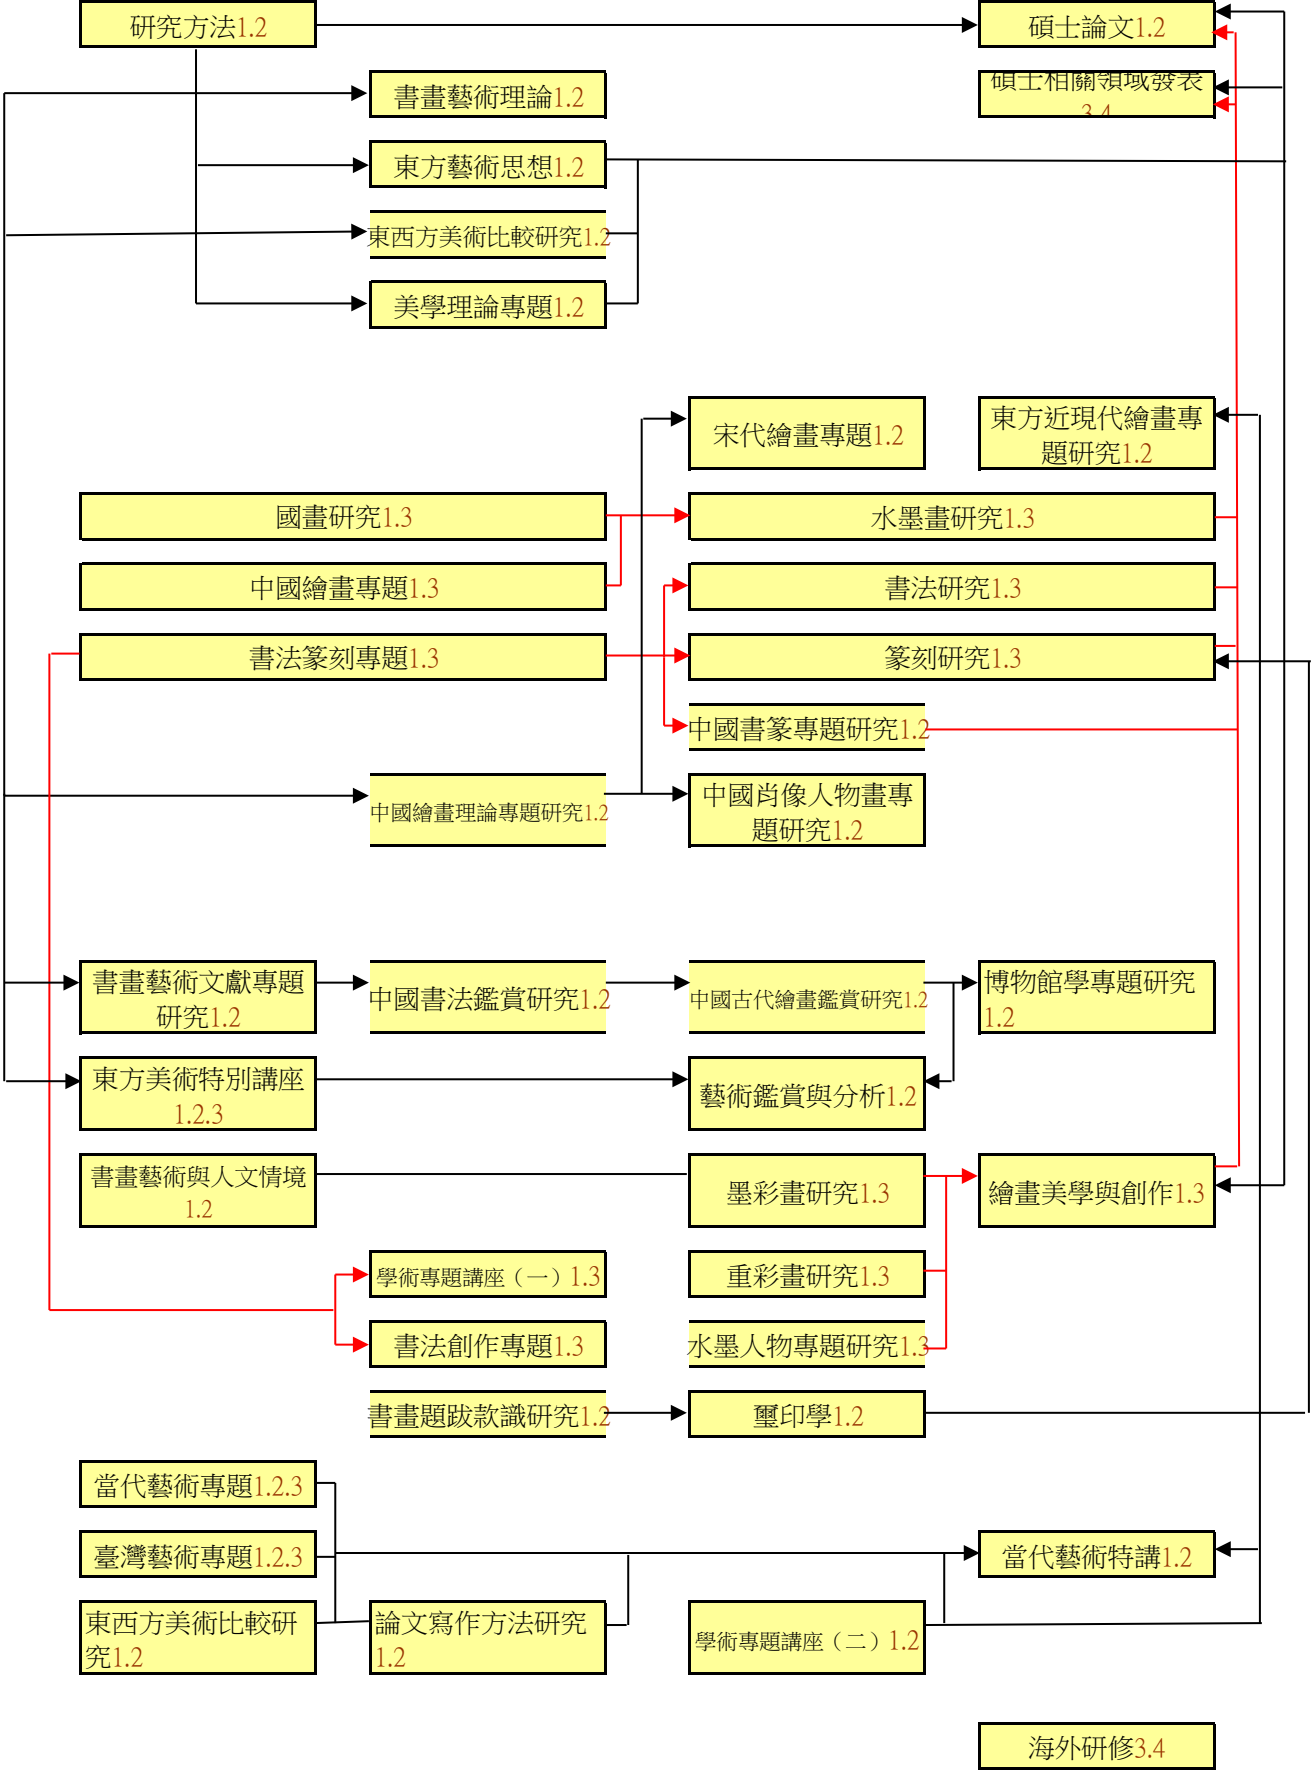 研究方法1.2
碩士論文1.2
書畫藝術理論1.2
碩士相關領域發表
3.4
東方藝術思想1.2
東西方美術比較研究1.2
美學理論專題1.2
宋代繪畫專題1.2
東方近現代繪畫專
題研究1.2
國畫研究1.3
水墨畫研究1.3
中國繪畫專題1.3
書法研究1.3
書法篆刻專題1.3
篆刻研究1.3
中國書篆專題研究1.2
中國繪畫理論專題研究1.2
中國肖像人物畫專
題研究1.2
書畫藝術文獻專題
研究1.2
中國書法鑑賞研究1.2
中國古代繪畫鑑賞研究1.2
博物館學專題研究
1.2
東方美術特別講座
1.2.3
藝術鑑賞與分析1.2
書畫藝術與人文情境
1.2
墨彩畫研究1.3
繪畫美學與創作1.3
學術專題講座（一）1.3
重彩畫研究1.3
書法創作專題1.3
水墨人物專題研究1.3
書畫題跋款識研究1.2
璽印學1.2
當代藝術專題1.2.3
臺灣藝術專題1.2.3
當代藝術特講1.2
東西方美術比較研
究1.2
論文寫作方法研究
1.2
學術專題講座（二）1.2
海外研修3.4